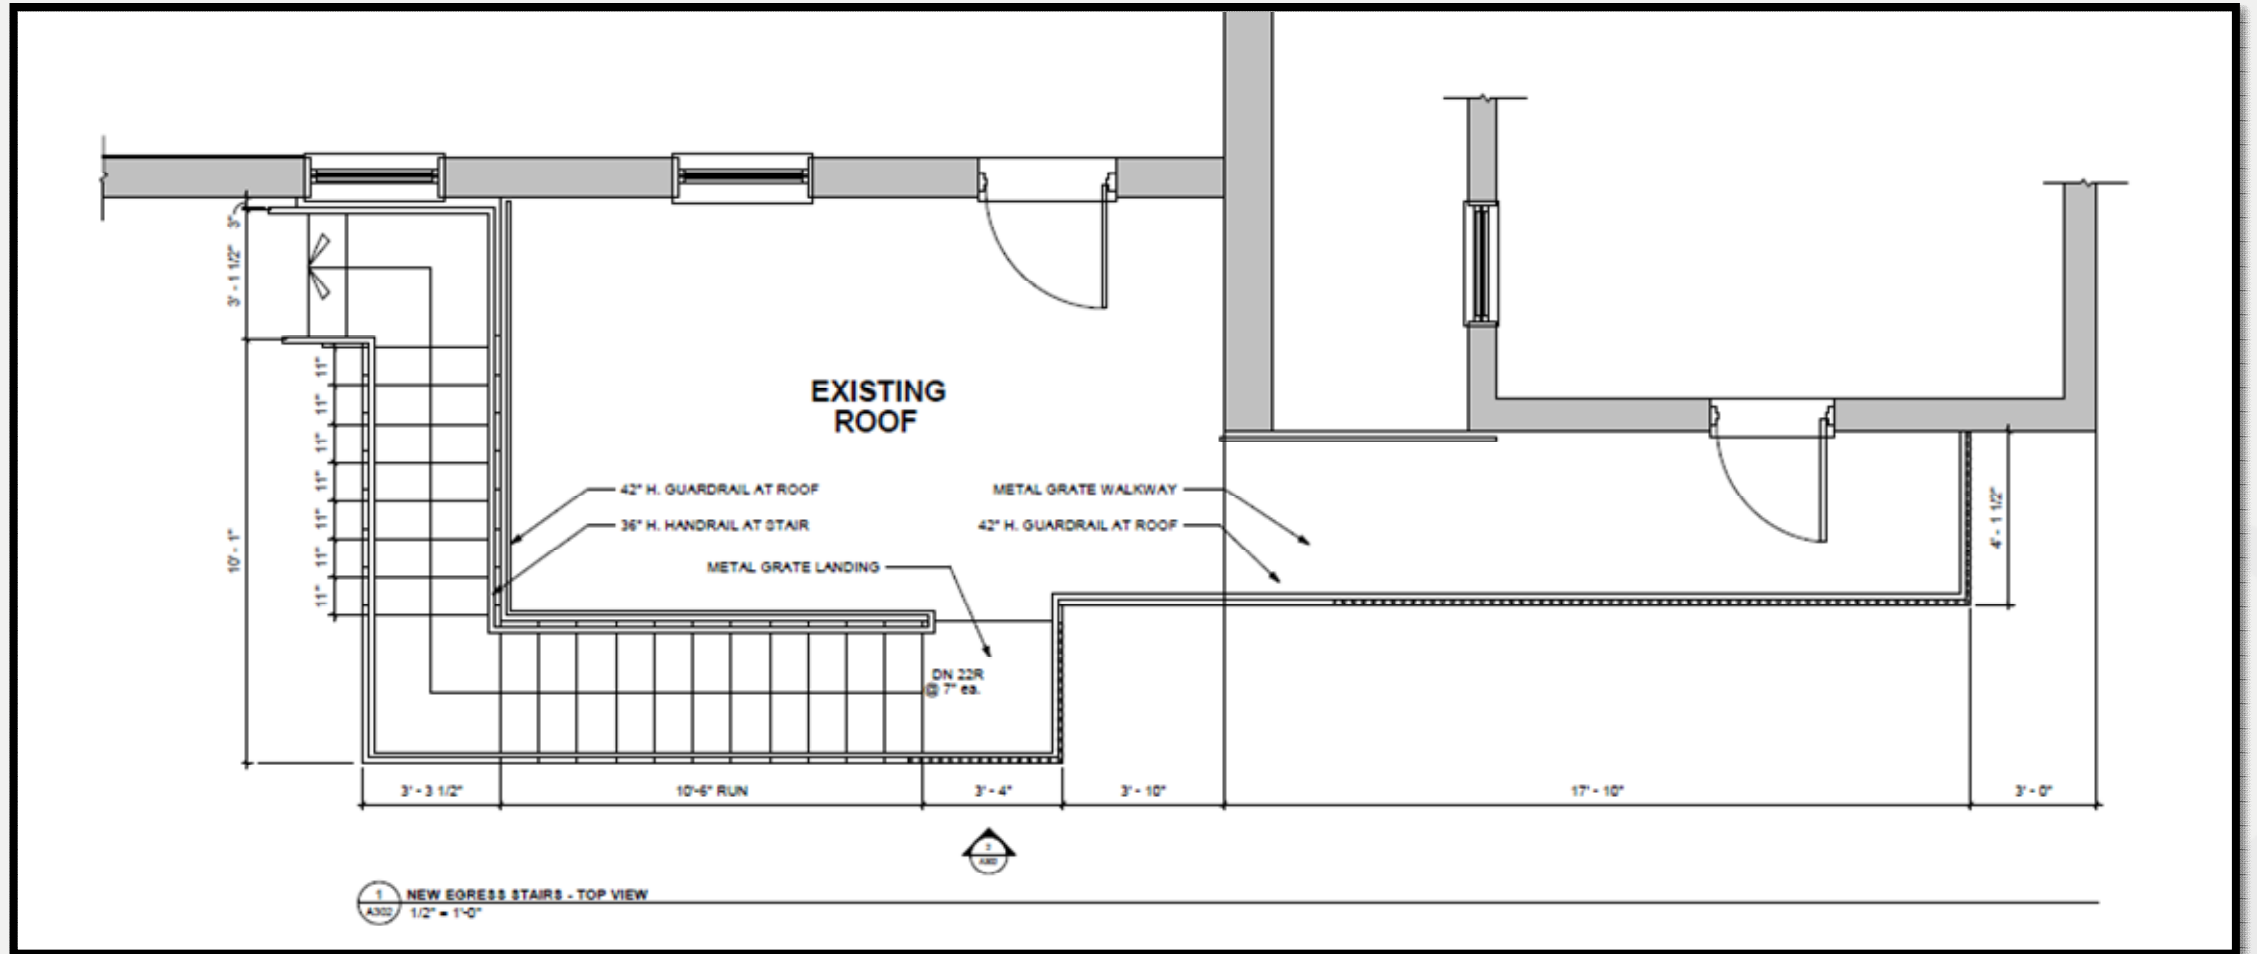 3"
3' - 1 1/2"
11"
11"
11"
11"
11"
11"
11"
10' - 1"
EXISTING
ROOF
42" H. GUARDRAIL AT ROOF
36" H. HANDRAIL AT STAIR
METAL GRATE LANDING
METAL GRATE WALKWAY
42" H. GUARDRAIL AT ROOF
4' - 1 1/2"
DN 22R
@ 7" ea.
3' - 3 1/2"
10'-6" RUN
3' - 4"
3' - 10"
17' - 10"
3' - 0"
A302
1
A302
NEW EGRESS STAIRS - TOP VIEW
1/2" = 1'-0"